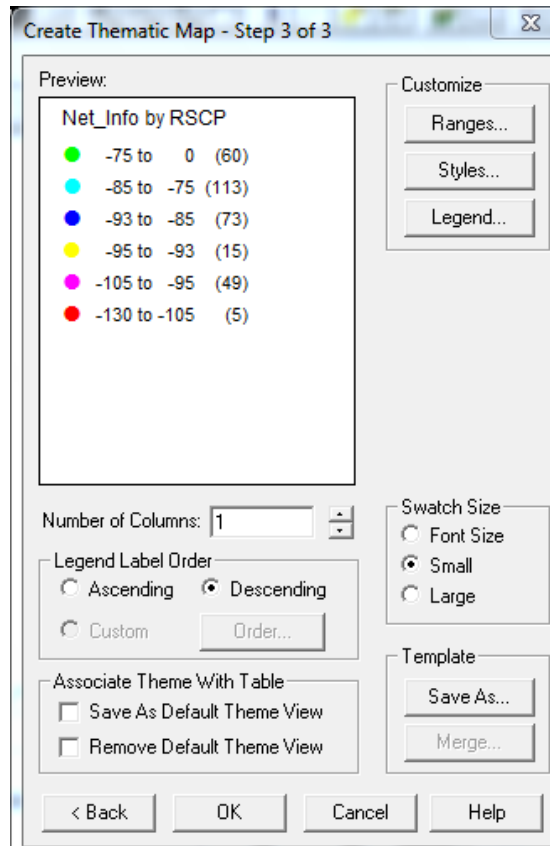 Create Thematic Map - Step 3 of 3
Preview:
Net_Info by RSCP
-75 to 0 (60)
-85 to -75 (113)
-93 to -85 (73)
-95 to -93 (15)
-105 to -95 (49)
-130 to -105 (5)
Customize
Ranges...
Styles...
Legend...
Number of Columns: 1
Legend Label Order
Ascending Descending
Custom Order...
Swatch Size
Font Size
Small
Large
Associate Theme With Table
Save As Default Theme View
Remove Default Theme View
Template
Save As...
Merge...
< Back OK Cancel Help